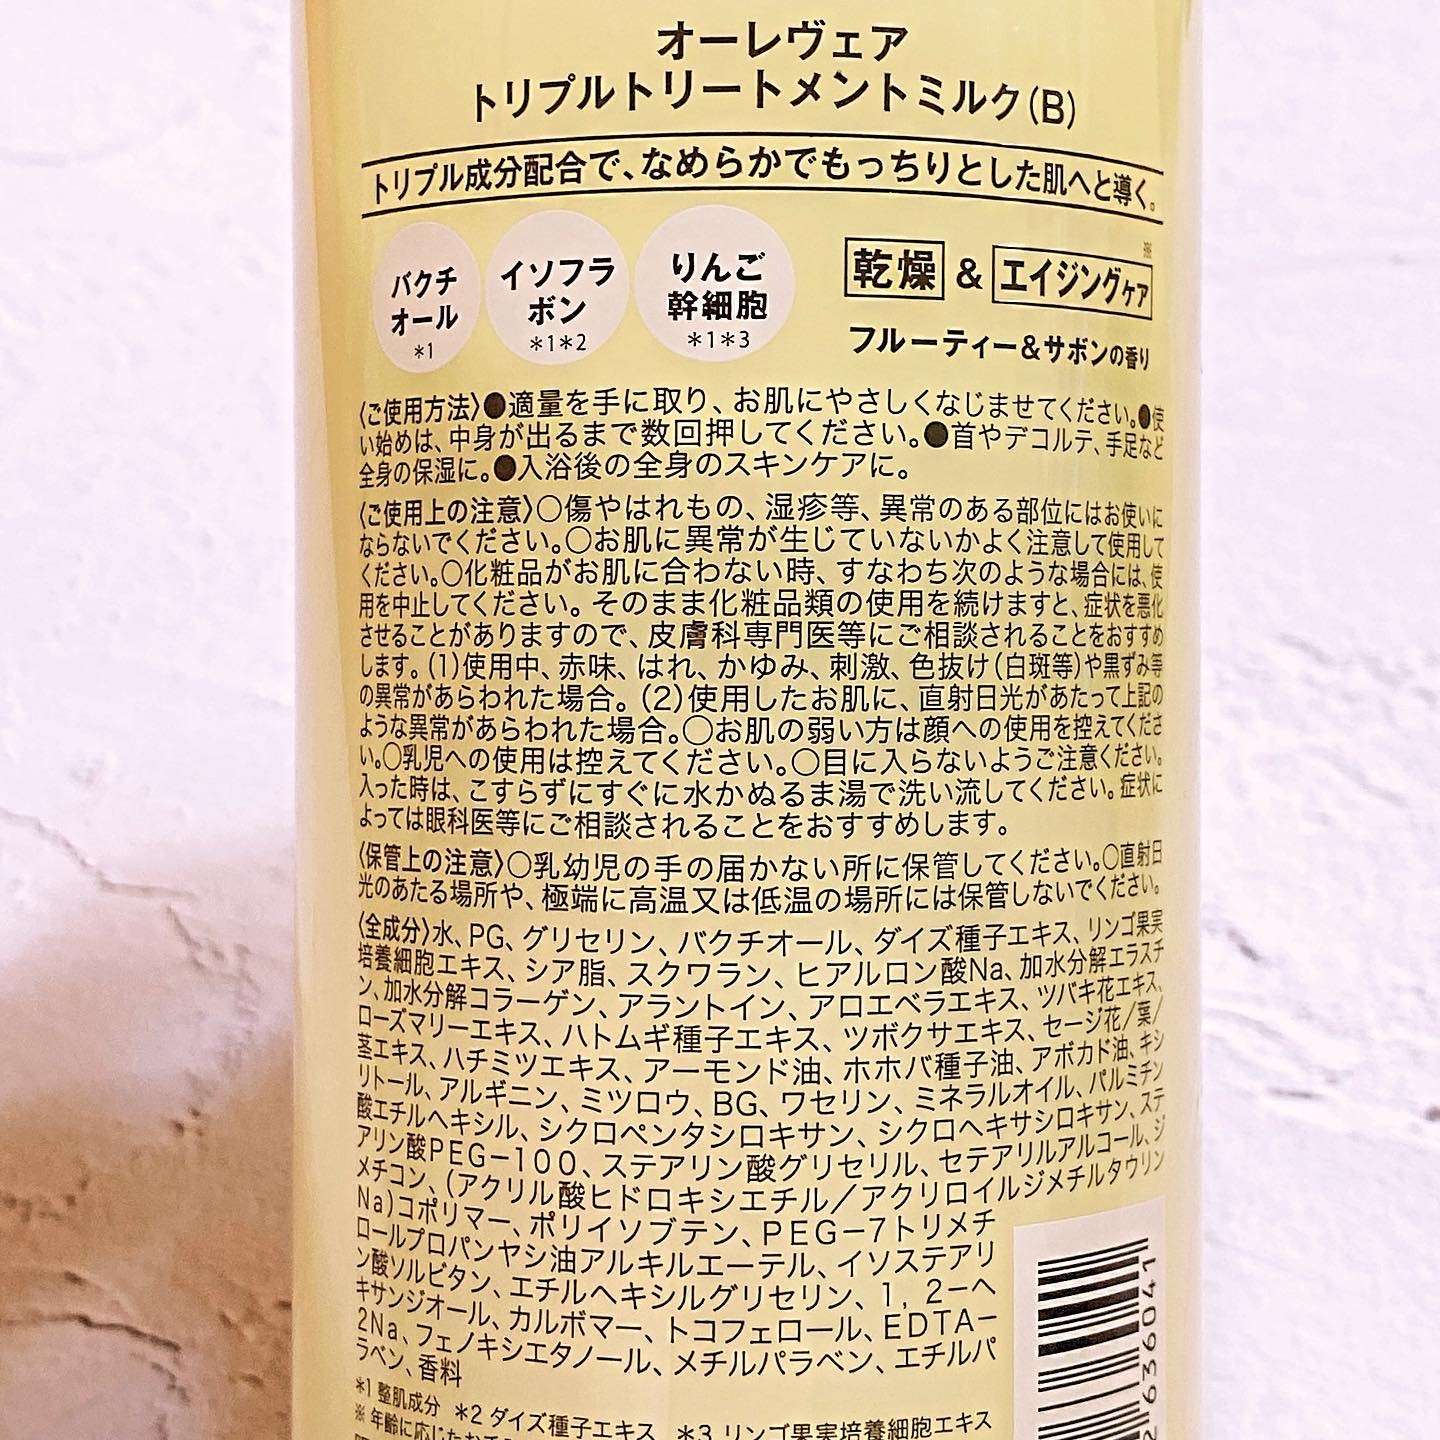 オーレヴェア
トリプルトリートメントミルク(B)
トリプル成分配合で、なめらかでもっちりとした肌へと導く。
バクチ
オール
*1
イソフラ
ボン
*1*2
りんご
幹細胞
*1*3
※
乾燥 & エイジングケア
フルーティー&サボンの香り
〈ご使用方法〉●適量を手に取り、お肌にやさしくなじませてください。●使
い始めは、中身が出るまで数回押してください。●首やデコルテ、手足など
全身の保湿に。●入浴後の全身のスキンケアに。
〈ご使用上の注意〉○傷やはれもの、湿疹等、異常のある部位にはお使いに
ならないでください。○お肌に異常が生じていないかよく注意して使用して
ください。○化粧品がお肌に合わない時、すなわち次のような場合には、使
用を中止してください。そのまま化粧品類の使用を続けますと、症状を悪化
させることがありますので、皮膚科専門医等にご相談されることをおすすめ
します。(1)使用中、赤味、はれ、かゆみ、刺激、色抜け(白斑等)や黒ずみ等
の異常があらわれた場合。(2)使用したお肌に、直射日光があたって上記の
ような異常があらわれた場合。○お肌の弱い方は顔への使用を控えてくださ
い。○乳児への使用は控えてください。○目に入らないようご注意ください。
入った時は、こすらずにすぐに水かぬるま湯で洗い流してください。症状に
よっては眼科医等にご相談されることをおすすめします。
〈保管上の注意〉○乳幼児の手の届かない所に保管してください。○直射日
光のあたる場所や、極端に高温又は低温の場所には保管しないでください。
〈全成分〉水、PG、グリセリン、バクチオール、ダイズ種子エキス、リンゴ果実
培養細胞エキス、シア脂、スクワラン、ヒアルロン酸Na、加水分解エラスチ
ン、加水分解コラーゲン、アラントイン、アロエベラエキス、ツバキ花エキス、
ローズマリーエキス、ハトムギ種子エキス、ツボクサエキス、セージ花/葉/
茎エキス、ハチミツエキス、アーモンド油、ホホバ種子油、アボカド油、キシ
リトール、アルギニン、ミツロウ、BG、ワセリン、ミネラルオイル、パルミチン
酸エチルヘキシル、シクロペンタシロキサン、シクロヘキサシロキサン、ステ
アリン酸PEG-100、ステアリン酸グリセリル、セテアリルアルコール、ジ
メチコン、(アクリル酸ヒドロキシエチル/アクリロイルジメチルタウリン
Na)コポリマー、ポリイソブテン、PEG-7トリメチ
ロールプロパンヤシ油アルキルエーテル、イソステアリ
ン酸ソルビタン、エチルヘキシルグリセリン、1,2-ヘ
キサンジオール、カルボマー、トコフェロール、EDTA-
2Na、フェノキシエタノール、メチルパラベン、エチルパ
ラベン、香料
*1 整肌成分 *2 ダイズ種子エキス *3 リンゴ果実培養細胞エキス
※ 年齢に応じたお
2636041